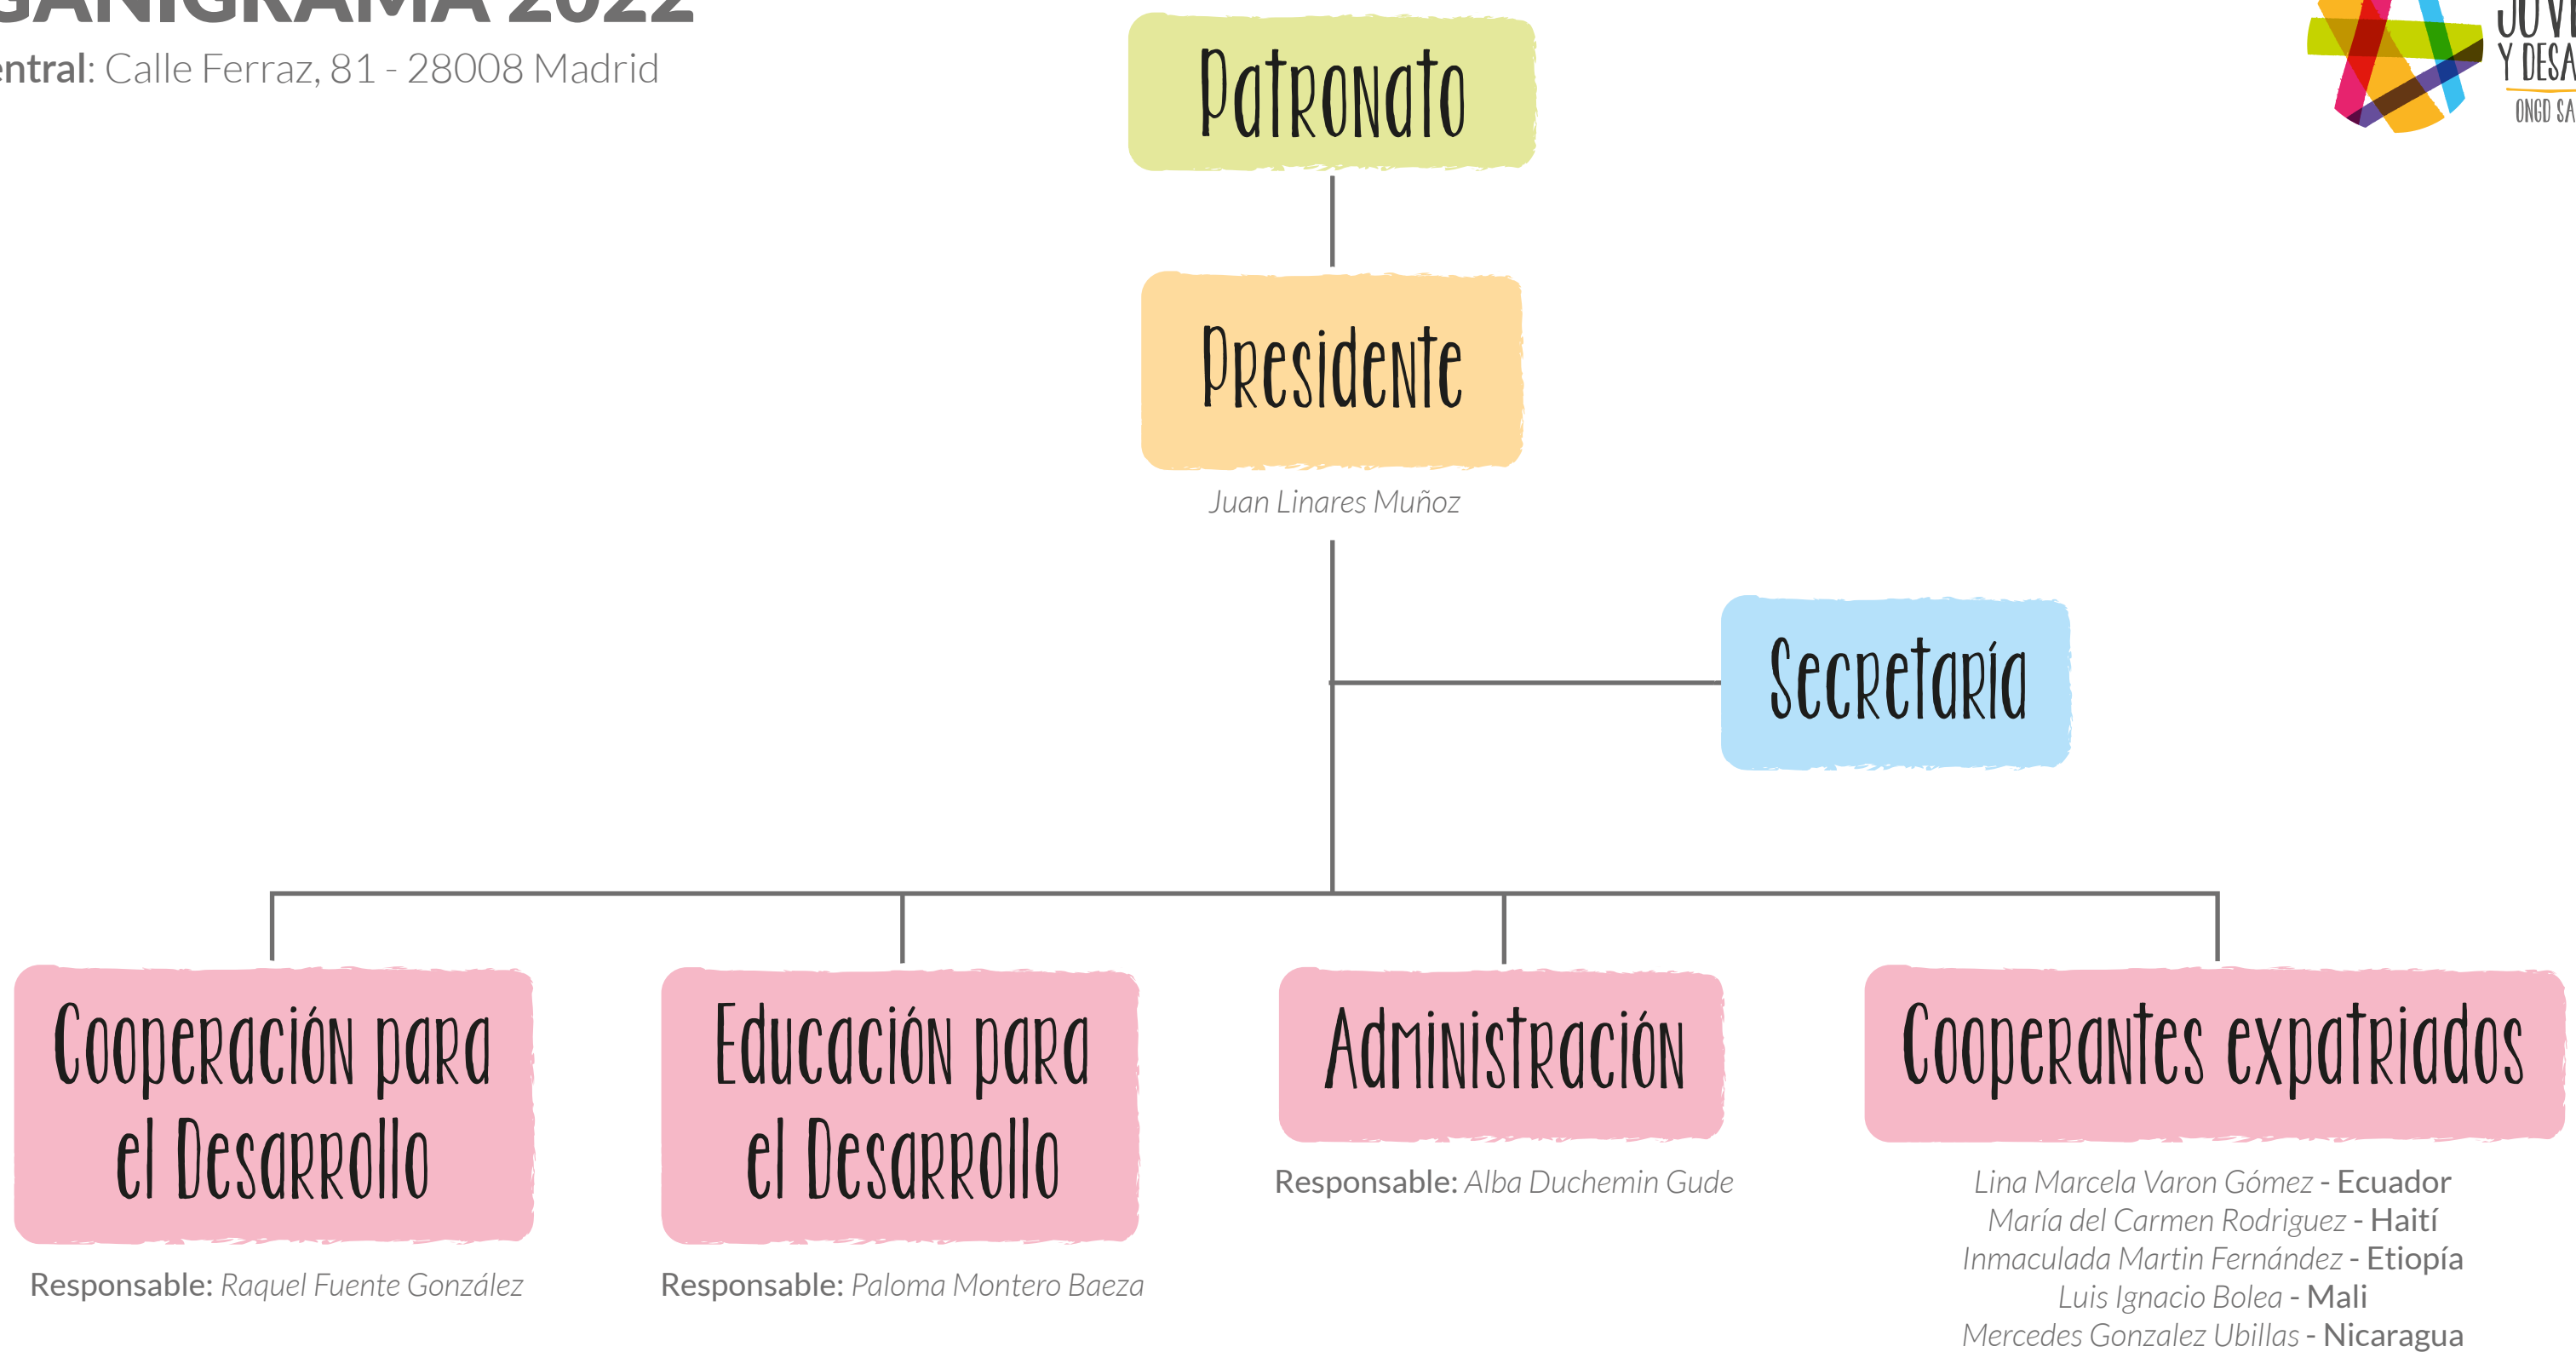 GANIGRAMA 2022
entral: Calle Ferraz, 81 - 28008 Madrid
Y DESA
ONGD SA
Patronato
Presidente
Juan Linares Muñoz
Secretaría
Cooperación para
el Desarrollo
Responsable: Raquel Fuente González
Educación para
el Desarrollo
Responsable: Paloma Montero Baeza
Administración
Responsable: Alba Duchemin Gude
Cooperantes expatriados
Lina Marcela Varon Gómez - Ecuador
María del Carmen Rodriguez - Haití
Inmaculada Martin Fernández - Etiopía
Luis Ignacio Bolea - Mali
Mercedes Gonzalez Ubillas - Nicaragua